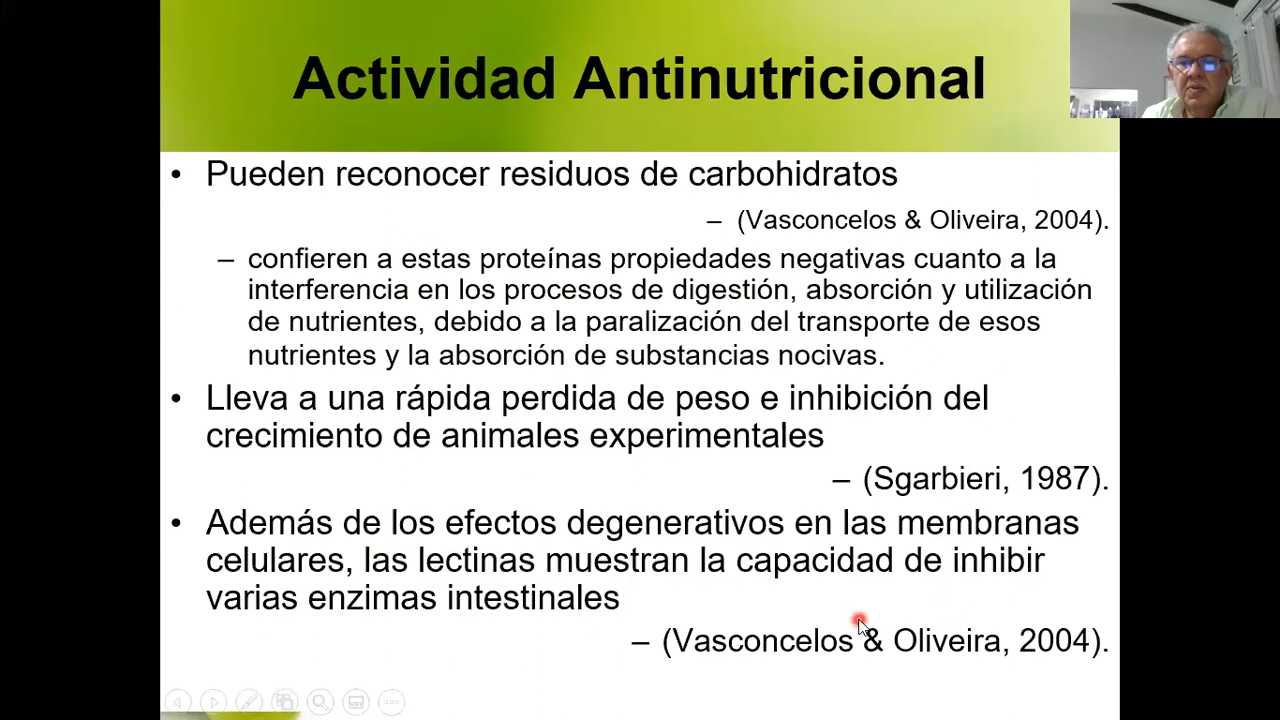 Actividad Antinutricional
• Pueden reconocer residuos de carbohidratos
– (Vasconcelos & Oliveira, 2004).
– confieren a estas proteínas propiedades negativas cuanto a la
interferencia en los procesos de digestión, absorción y utilización
de nutrientes, debido a la paralización del transporte de esos
nutrientes y la absorción de substancias nocivas.
• Lleva a una rápida perdida de peso e inhibición del
crecimiento de animales experimentales
– (Sgarbieri, 1987).
• Además de los efectos degenerativos en las membranas
celulares, las lectinas muestran la capacidad de inhibir
varias enzimas intestinales
– (Vasconcelos & Oliveira, 2004).